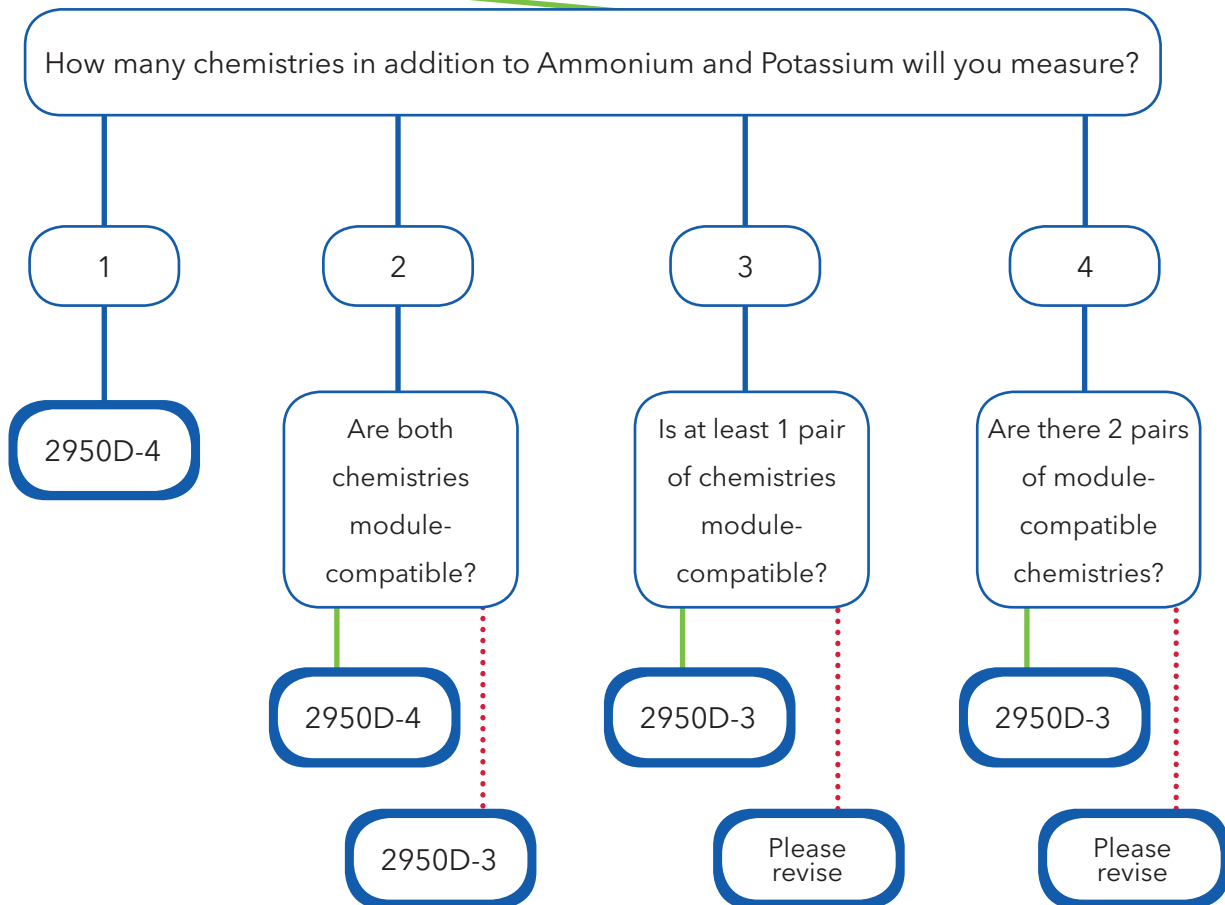 How many chemistries in addition to Ammonium and Potassium will you measure?
1
2
3
4
2950D-4
Are both
chemistries
module-
compatible?
Is at least 1 pair
of chemistries
module-
compatible?
Are there 2 pairs
of module-
compatible
chemistries?
2950D-4
2950D-3
2950D-3
2950D-3
Please
revise
Please
revise